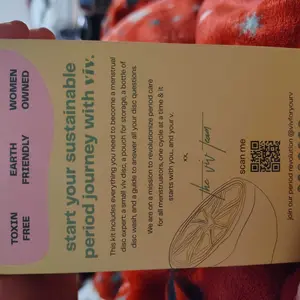 TOXIN
FREE
EARTH
FRIENDLY
WOMEN
OWNED
start your sustainable
period journey with viv.
This kit includes everything you need to become a menstrual
disc expert: a small viv disc, a pouch for storage, a bottle of
disc wash, and a guide to answer all your disc questions.
We are on a mission to revolutionize period care
for all menstruators, one cycle at a time & it
starts with you, and your v.
xx,
the viv team
scan me
join our period revolution @vivforyourv